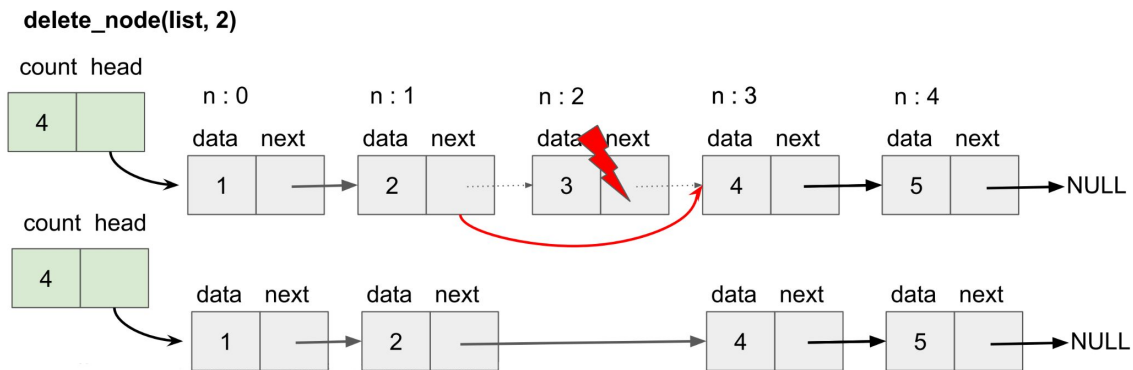 delete_node(list, 2)
count head
n : 0 n : 1 n : 2 n : 3 n : 4
4
data next data next data next data next data next
1 2 3 4 5 NULL
count head
4
data next data next data next data next
1 2 4 5 NULL